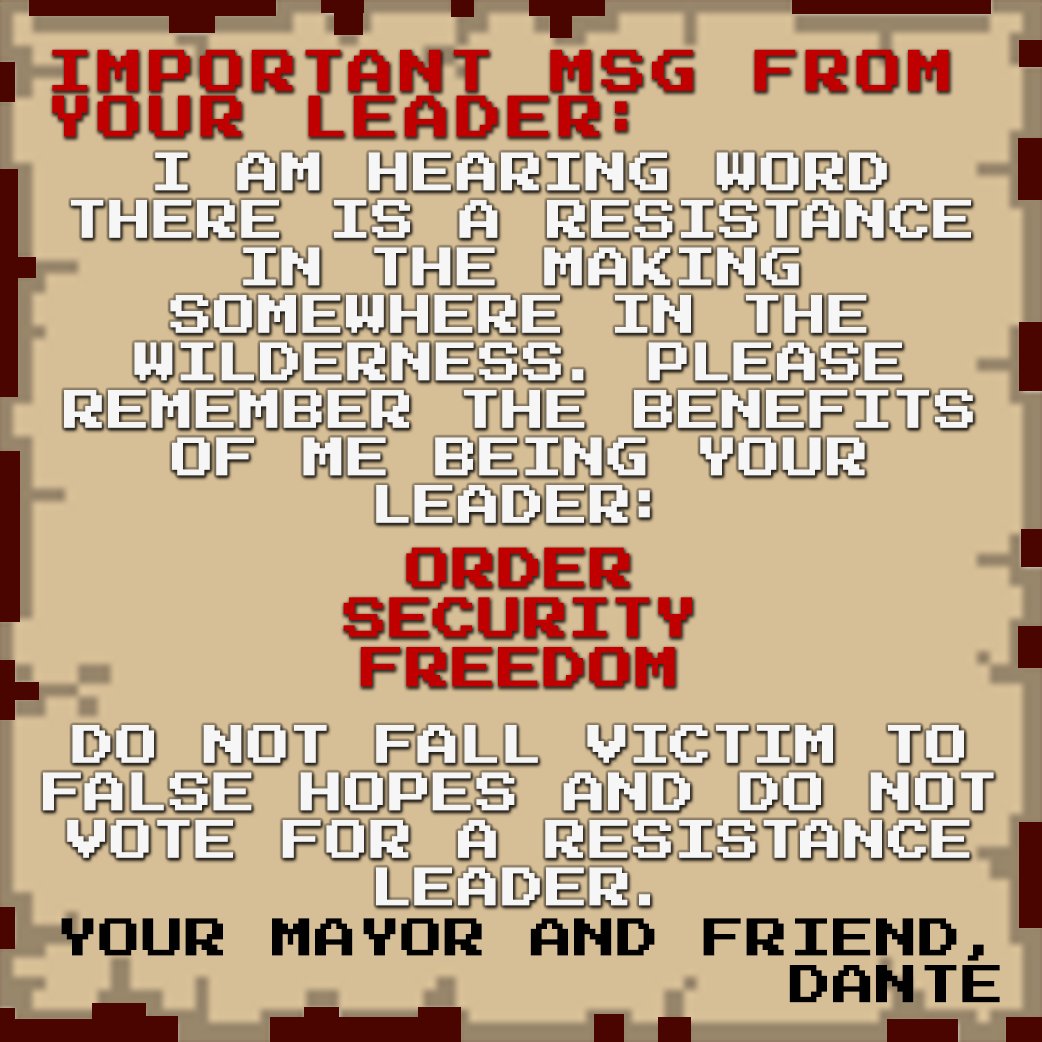 IMPORTANT MSG FROM
YOUR LEADER:
I AM HEARING WORD
THERE IS A RESISTANCE
IN THE MAKING
SOMEWHERE IN THE
WILDERNESS. PLEASE
REMEMBER THE BENEFITS
OF ME BEING YOUR
LEADER:
ORDER
SECURITY
FREEDOM
DO NOT FALL VICTIM TO
FALSE HOPES AND DO NOT
VOTE FOR A RESISTANCE
LEADER.
YOUR MAYOR AND FRIEND,
DANTÉ